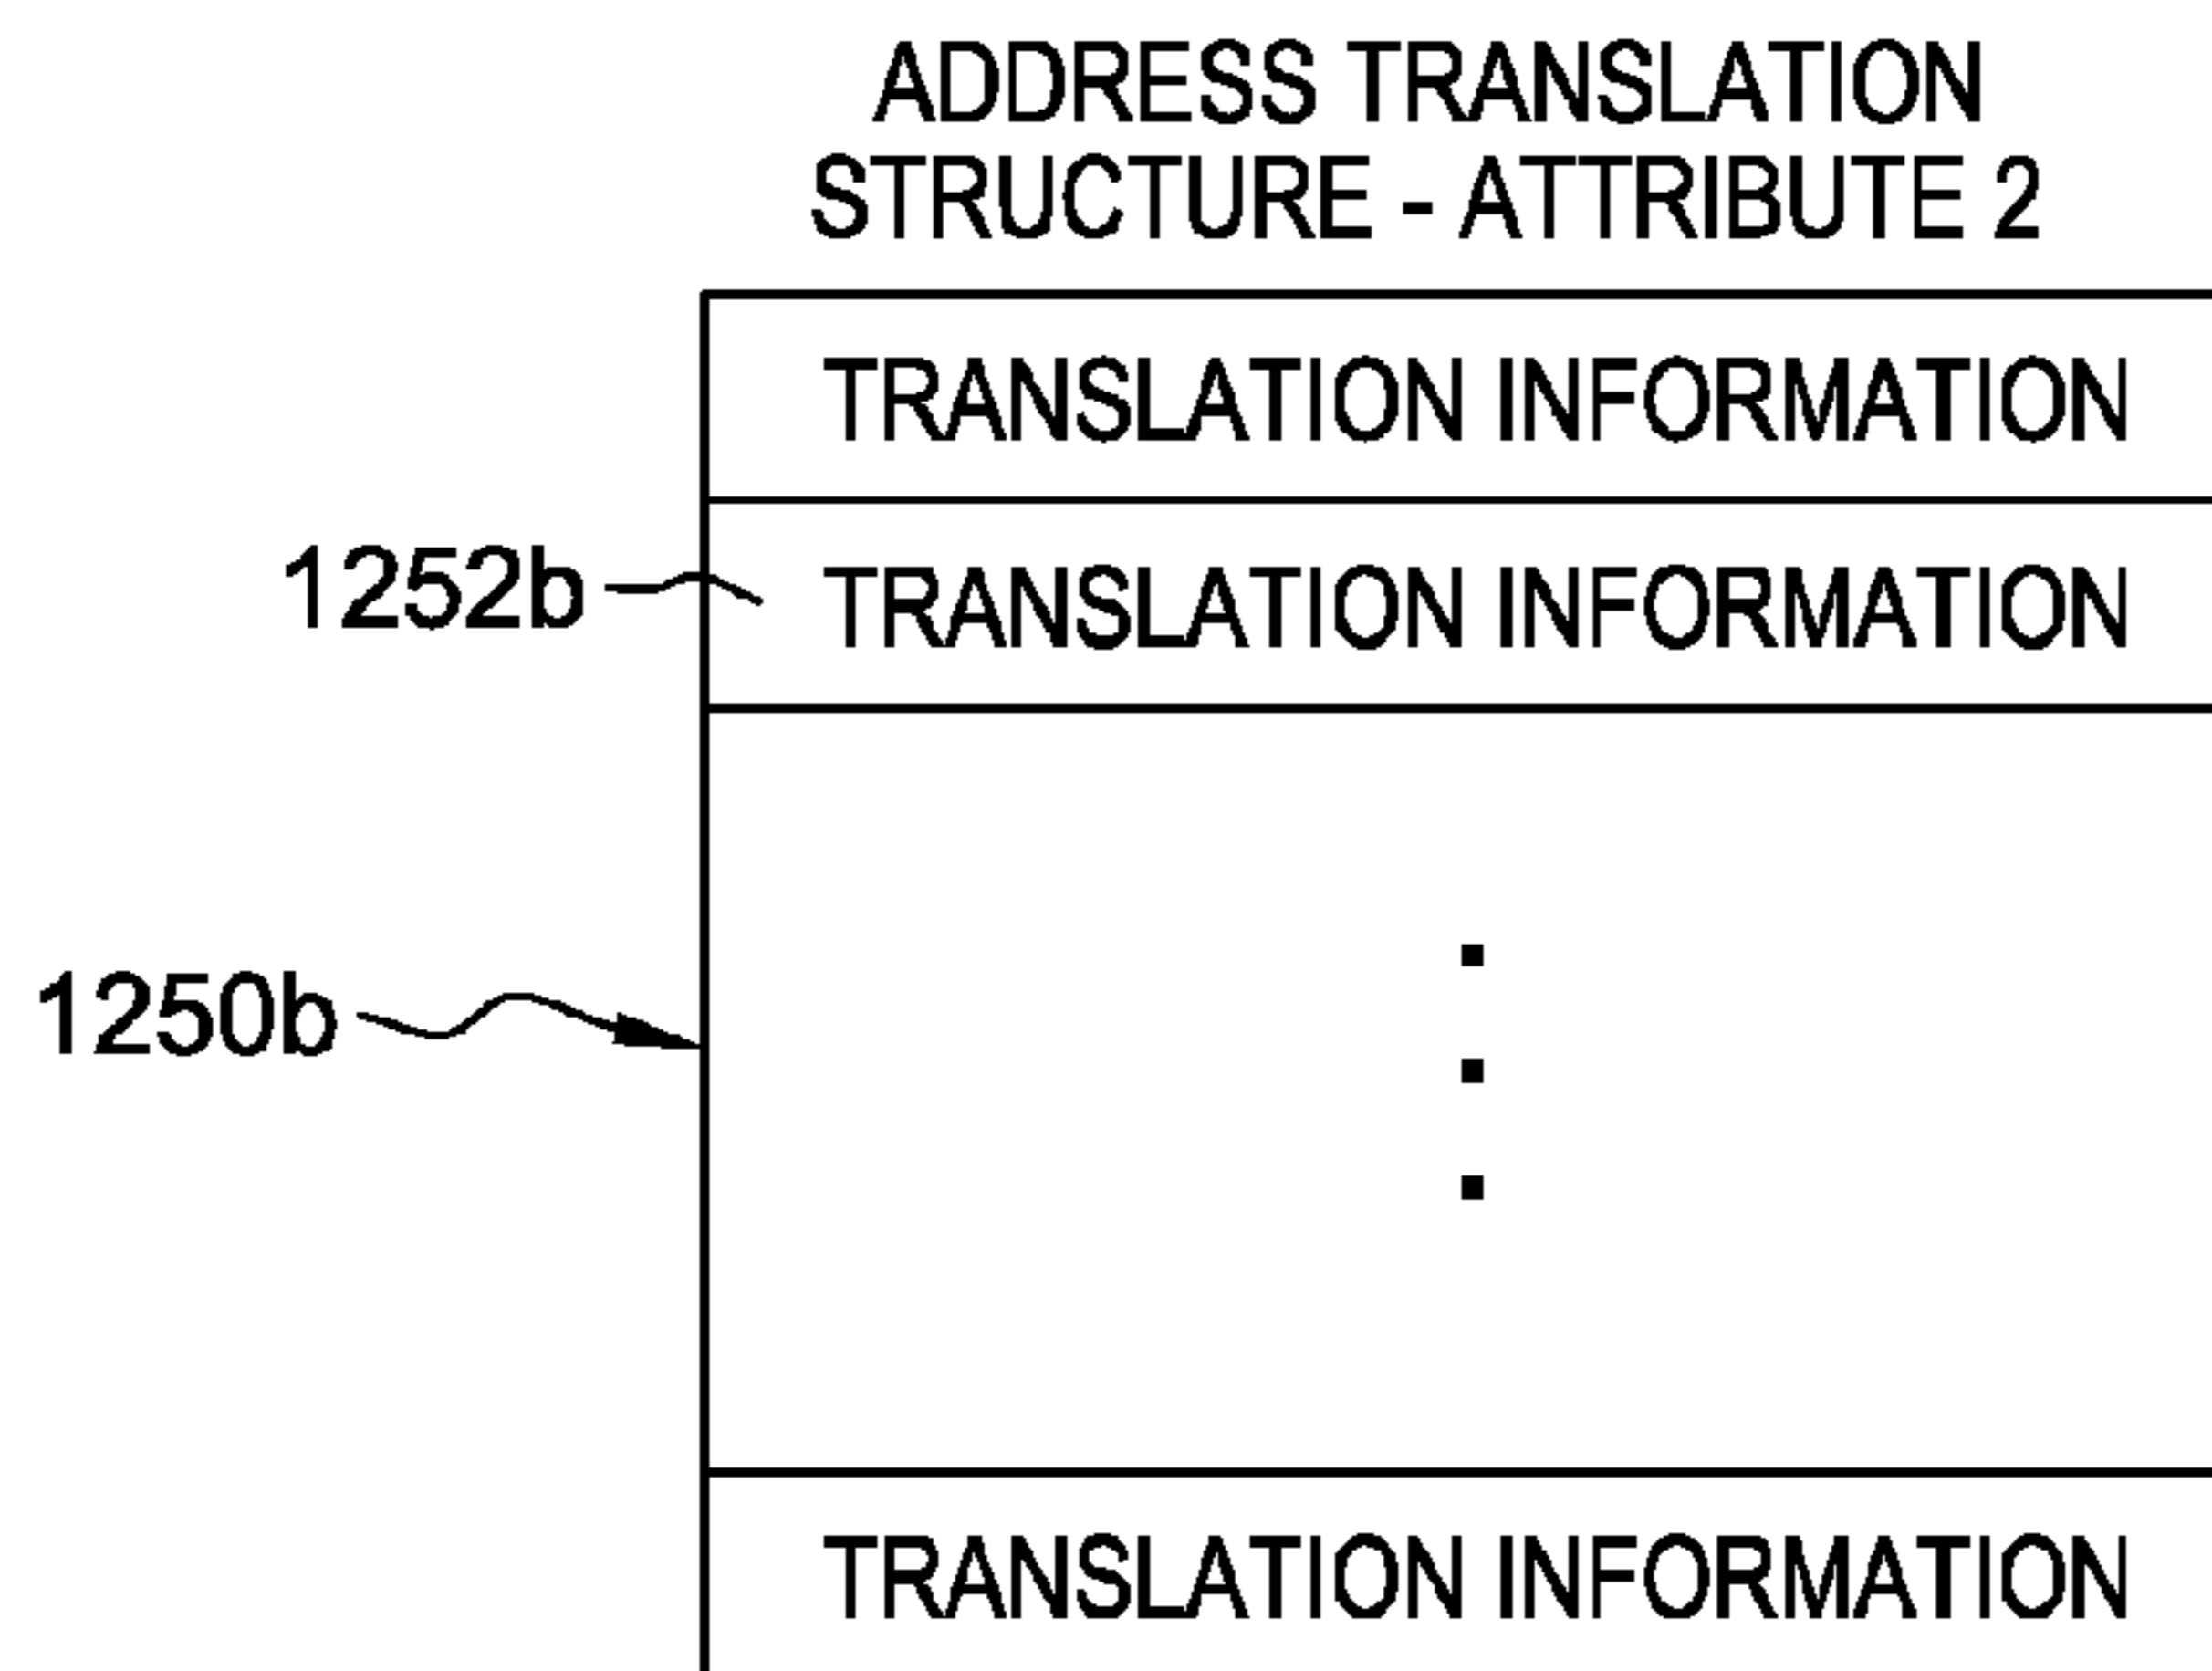 ADDRESS TRANSLATION
STRUCTURE - ATTRIBUTE 2
TRANSLATION INFORMATION
1252b
TRANSLATION INFORMATION
1250b
TRANSLATION INFORMATION